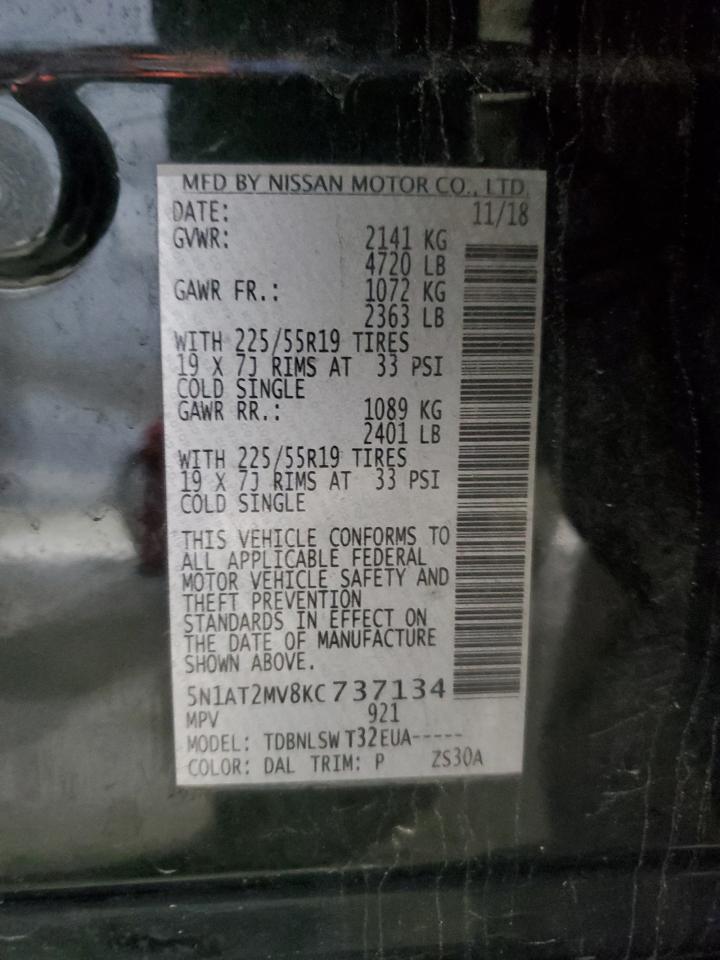 MFD BY NISSAN MOTOR CO., LTD.
DATE: 11/18
GVWR: 2141 KG
4720 LB
GAWR FR.: 1072 KG
2363 LB
WITH 225/55R19 TIRES
19 X 7J RIMS AT 33 PSI
COLD SINGLE
GAWR RR.: 1089 KG
2401 LB
WITH 225/55R19 TIRES
19 X 7J RIMS AT 33 PSI
COLD SINGLE
THIS VEHICLE CONFORMS TO
ALL APPLICABLE FEDERAL
MOTOR VEHICLE SAFETY AND
THEFT PREVENTION
STANDARDS IN EFFECT ON
THE DATE OF MANUFACTURE
SHOWN ABOVE.
5N1AT2MV8KC737134
MPV 921
MODEL: TDBNLSW T32EUA-----
COLOR: DAL TRIM: P ZS30A